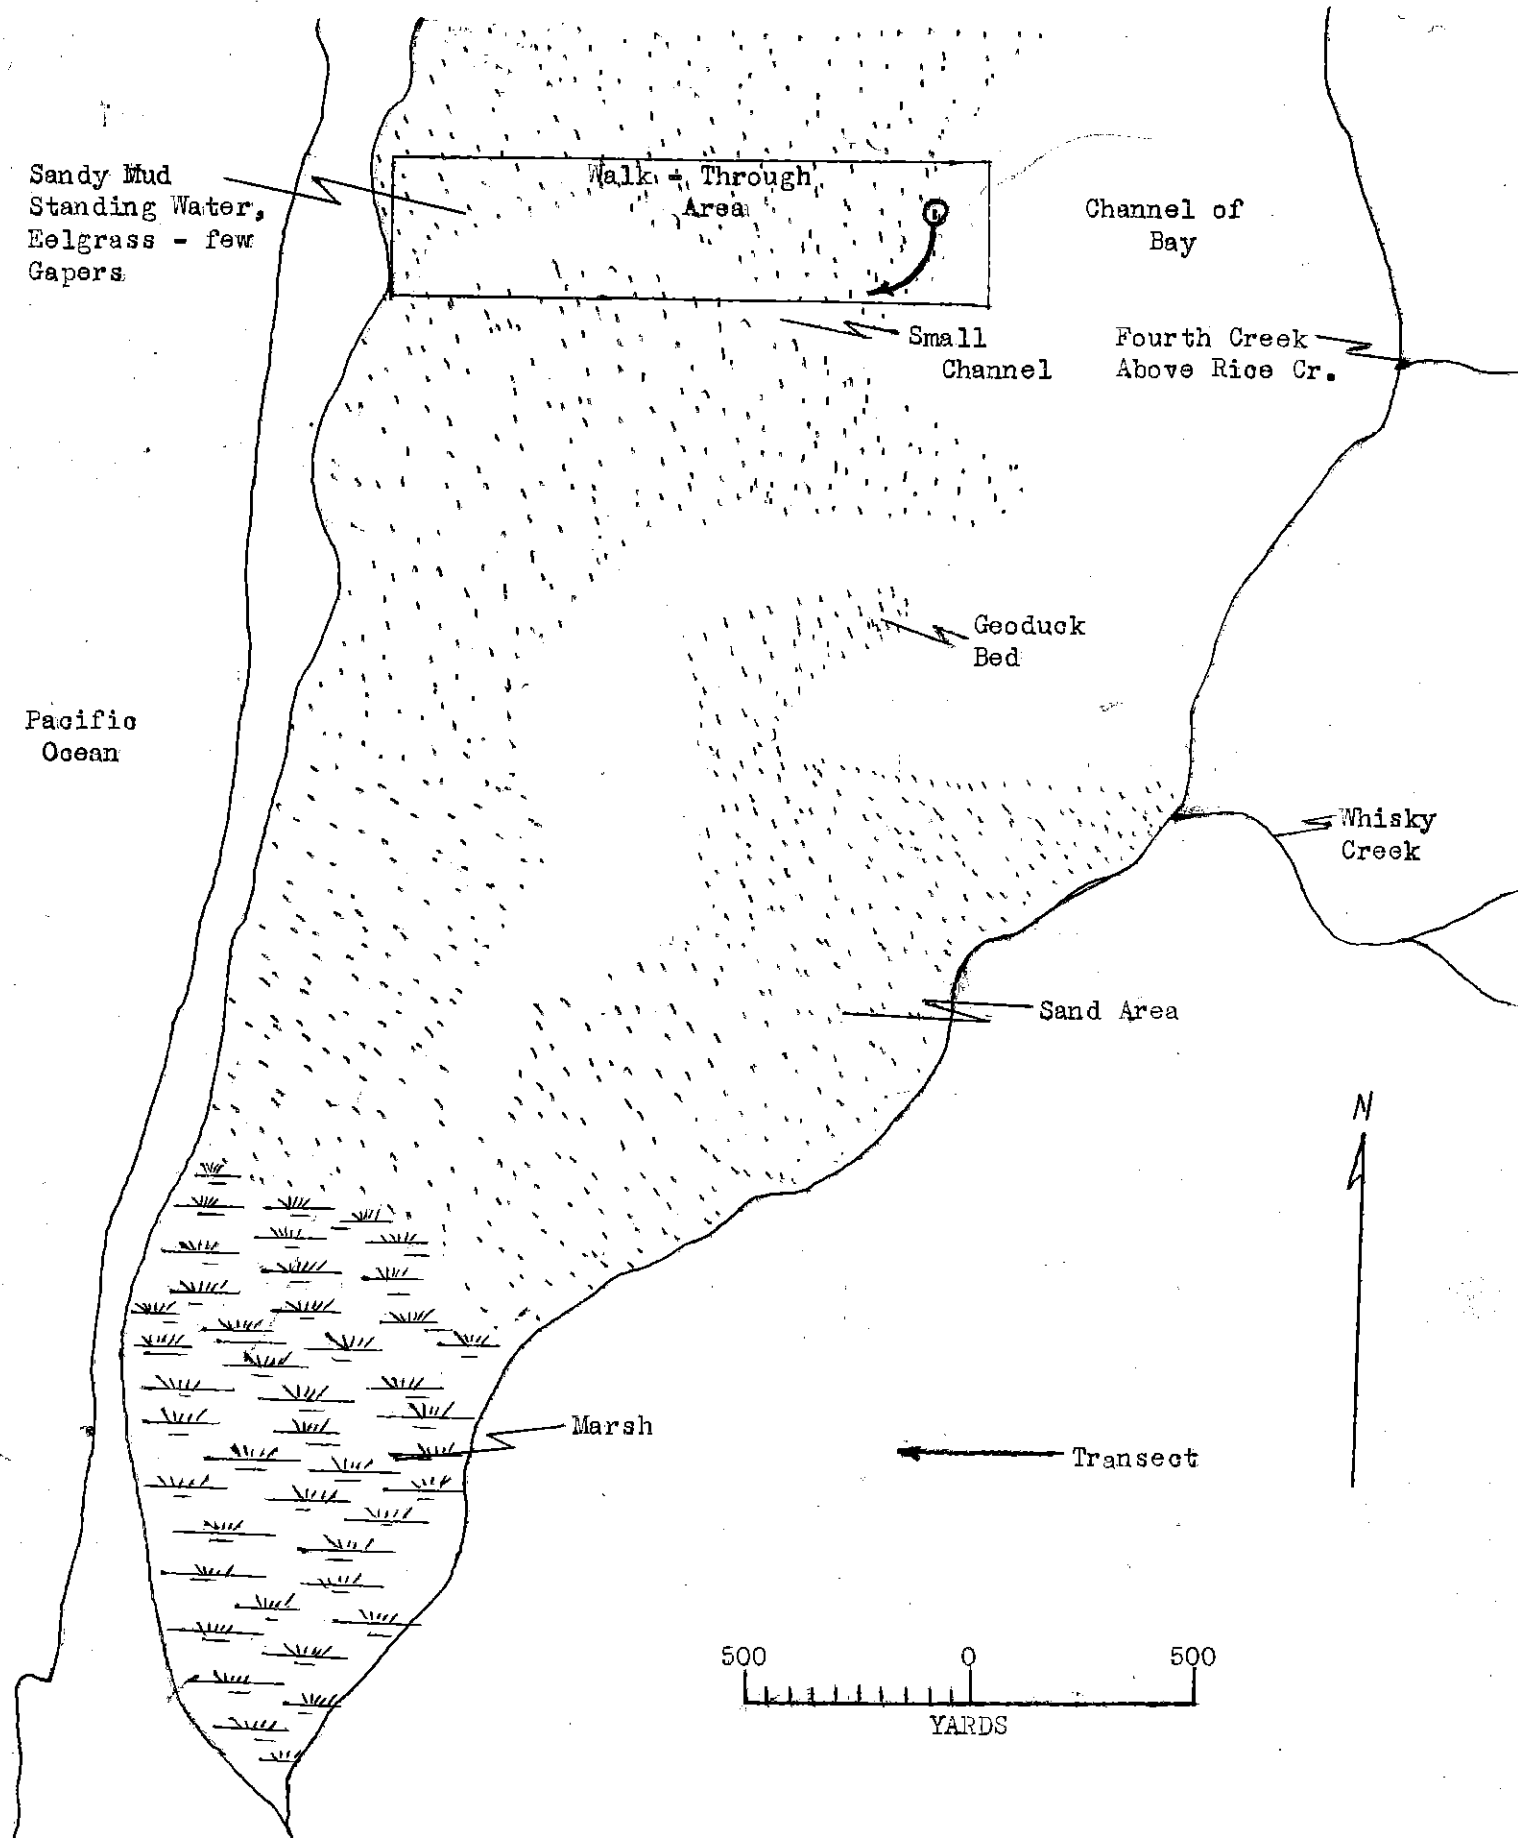 Sandy Mud
Standing Water,
Eelgrass - few
Gapers
Walk - Through
Area
Channel of
Bay
Small
Channel
Fourth Creek
Above Rice Cr.
Geoduck
Bed
Pacific
Ocean
Whisky
Creek
Sand Area
N
Marsh
Transect
500 0 500
YARDS